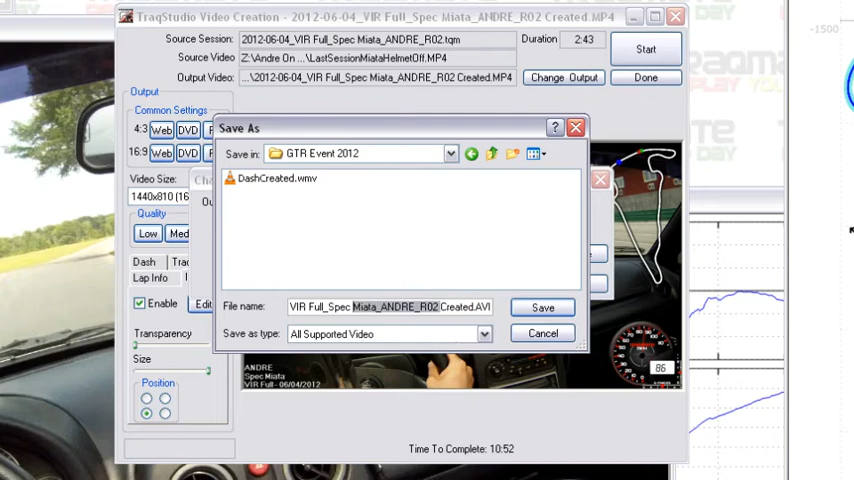 TraqStudio Video Creation - 2012-06-04_VIR Full_Spec Miata_ANDRE_R02 Created.MP4
Source Session: 2012-06-04_VIR Full_Spec Miata_ANDRE_R02.tqm Duration 2:43 Start
Source Video Z:\Andre On ...\LastSessionMiataHelmetOff.MP4
Output Video: ...\2012-06-04_VIR Full_Spec Miata_ANDRE_R02 Created.MP4 Change Output Done
Output
Common Settings
4:3 Web DVD
16:9 Web DVD
Video Size:
1440x810 (16
Quality
Low Med
Dash
Lap Info
Enable Edit
Transparency
Size
Position
Save As
Save in: GTR Event 2012
DashCreated.wmv
File name: VIR Full_Spec Miata_ANDRE_R02 Created.AVI Save
Save as type: All Supported Video Cancel
ANDRE
Spec Miata
VIR Full - 06/04/2012
86
Time To Complete: 10:52
-1500